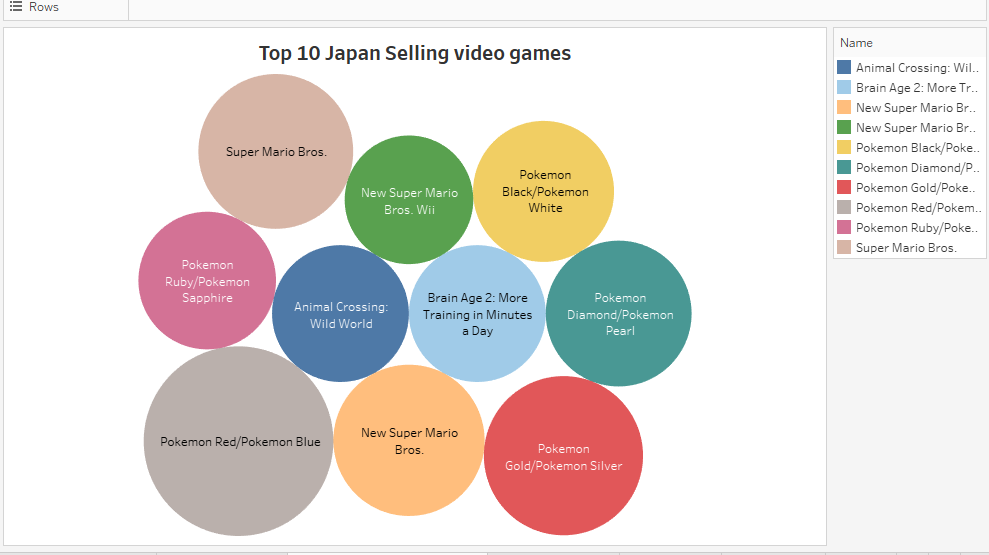 Rows
Top 10 Japan Selling video games
Super Mario Bros.
New Super Mario
Bros. Wii
Pokemon
Black/Pokemon
White
Pokemon
Ruby/Pokemon
Sapphire
Animal Crossing:
Wild World
Brain Age 2: More
Training in Minutes
a Day
Pokemon
Diamond/Pokemon
Pearl
Pokemon Red/Pokemon Blue
New Super Mario
Bros.
Pokemon
Gold/Pokemon Silver
Name
Animal Crossing: Wil..
Brain Age 2: More Tr..
New Super Mario Br..
New Super Mario Br..
Pokemon Black/Poke..
Pokemon Diamond/P..
Pokemon Gold/Poke..
Pokemon Red/Pokem..
Pokemon Ruby/Poke..
Super Mario Bros.